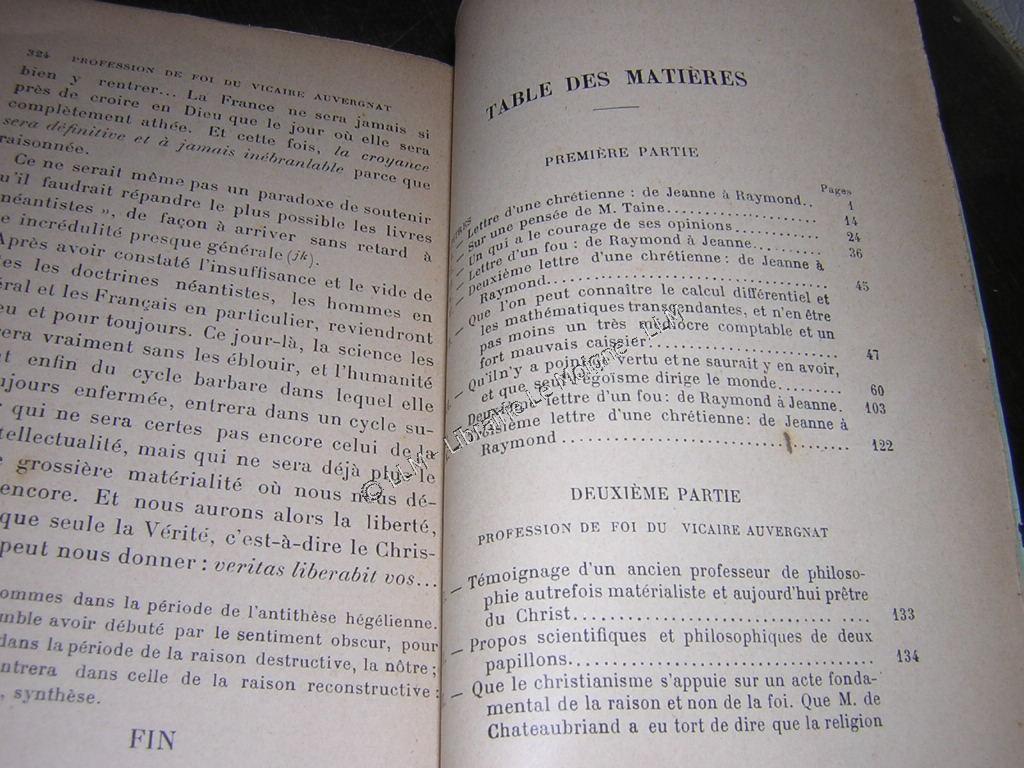 324 PROFESSION DE FOI DU VICAIRE AUVERGNAT
bien y rentrer... La France ne sera jamais si
près de croire en Dieu que le jour où elle sera
complètement athée. Et cette fois, la croyance
sera définitive et à jamais inébranlable parce que
raisonnée.
Ce ne serait même pas un paradoxe de soutenir
qu'il faudrait répandre le plus possible les livres
néantistes », de façon à arriver sans retard à
e incrédulité presque générale (jk).
Après avoir constaté l'insuffisance et le vide de
tes les doctrines néantistes, les hommes en
éral et les Français en particulier, reviendront
eu et pour toujours. Ce jour-là, la science les
rera vraiment sans les éblouir, et l'humanité
t enfin du cycle barbare dans lequel elle
ujours enfermée, entrera dans un cycle su-
r qui ne sera certes pas encore celui de la
tellectualité, mais qui ne sera déjà plus le
e grossière matérialité où nous nous dé-
encore. Et nous aurons alors la liberté,
que seule la Vérité, c'est-à-dire le Chris-
peut nous donner : veritas liberabit vos...
ommes dans la période de l'antithèse hégélienne.
mble avoir débuté par le sentiment obscur, pour
dans la période de la raison destructive, la nôtre ;
ntrera dans celle de la raison reconstructive :
, synthèse.
FIN
TABLE DES MATIÈRES
PREMIÈRE PARTIE
Pages
— Lettre d'une chrétienne : de Jeanne à Raymond.. 1
— Sur une pensée de M. Taine................ 14
— Un qui a le courage de ses opinions......... 24
— Lettre d'un fou : de Raymond à Jeanne........ 36
— Deuxième lettre d'une chrétienne : de Jeanne à
Raymond............................ 45
— Que l'on peut connaître le calcul différentiel et
les mathématiques transcendantes, et n'en être
pas moins un très médiocre comptable et un
fort mauvais caissier........................ 47
— Qu'il n'y a point de vertu et ne saurait y en avoir,
et que seul l'égoïsme dirige le monde......... 60
Deuxième lettre d'un fou : de Raymond à Jeanne. 103
Troisième lettre d'une chrétienne : de Jeanne à
Raymond................................ 122
DEUXIÈME PARTIE
PROFESSION DE FOI DU VICAIRE AUVERGNAT
— Témoignage d'un ancien professeur de philoso-
phie autrefois matérialiste et aujourd'hui prêtre
du Christ........................... .... 133
— Propos scientifiques et philosophiques de deux
papillons................................ 134
— Que le christianisme s'appuie sur un acte fonda-
mental de la raison et non de la foi. Que M. de
Chateaubriand a eu tort de dire que la religion
© LLM - Librairie Le Moigne - LLM